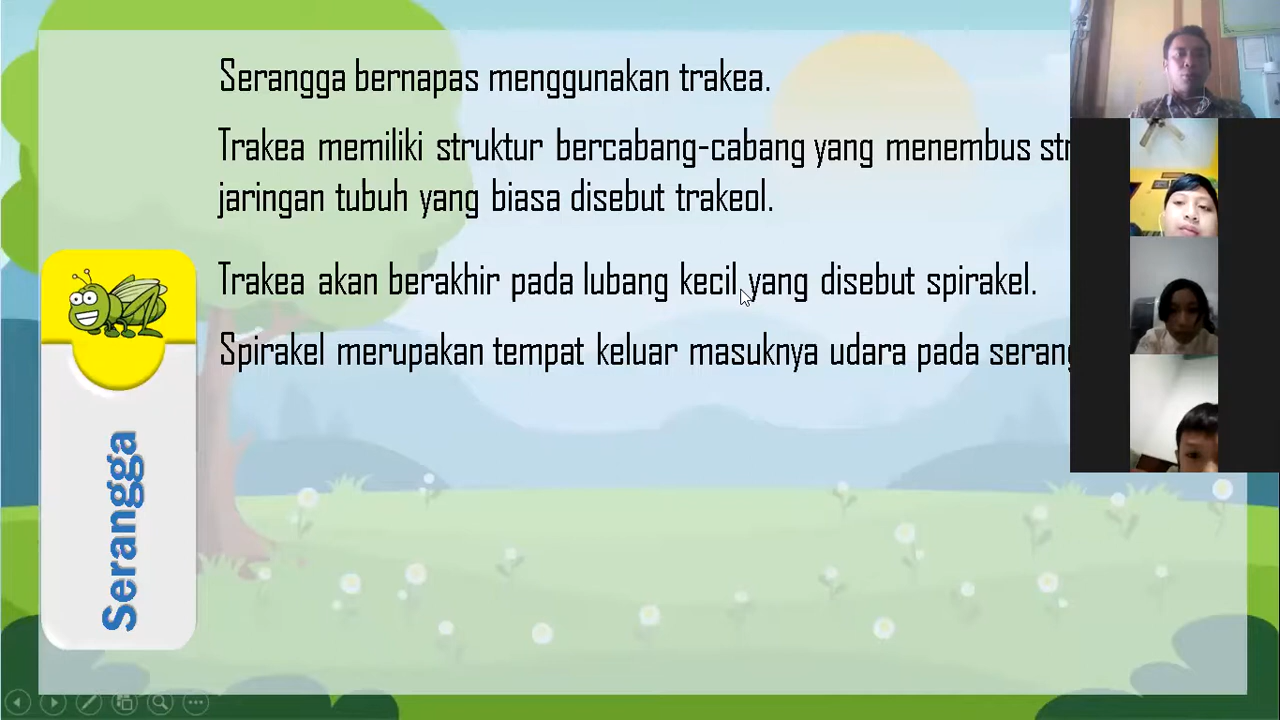 Serangga bernapas menggunakan trakea.
Trakea memiliki struktur bercabang-cabang yang menembus
jaringan tubuh yang biasa disebut trakeol.
Trakea akan berakhir pada lubang kecil yang disebut spirakel.
Spirakel merupakan tempat keluar masuknya udara pada
Serangga